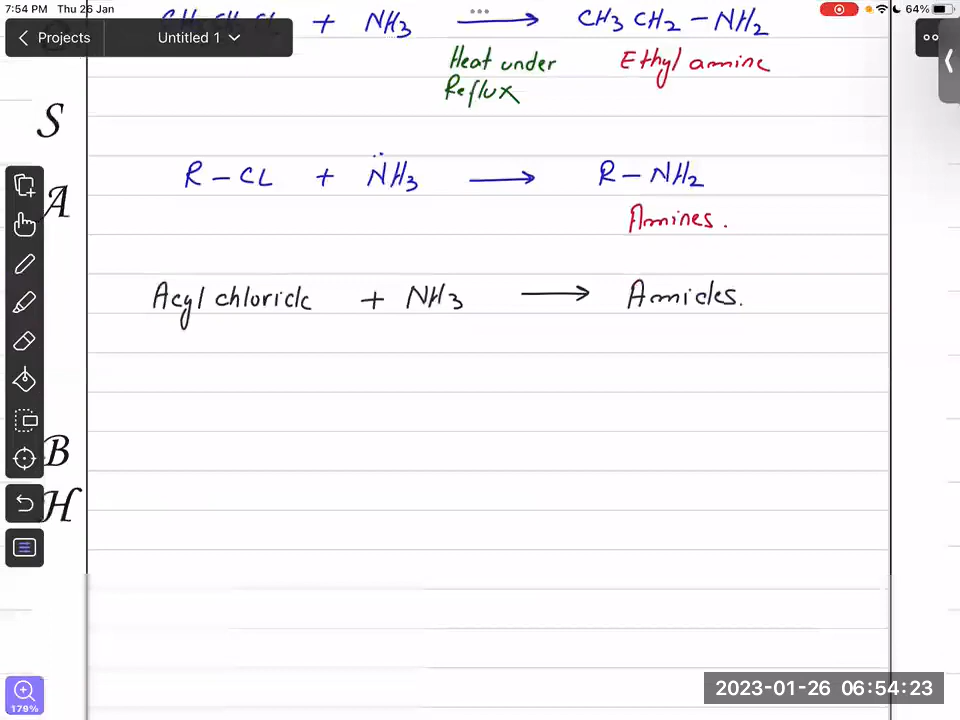 7:54 PM Thu 26 Jan
64%
Projects
Untitled 1
+ NH3 ⟶ CH3 CH2 – NH2
Heat under Ethyl amine
Reflux
S
R – CL + NH3 ⟶ R – NH2
A
Amines.
Acyl chloride + NH3 ⟶ Amides.
B
H
179%
2023-01-26 06:54:23